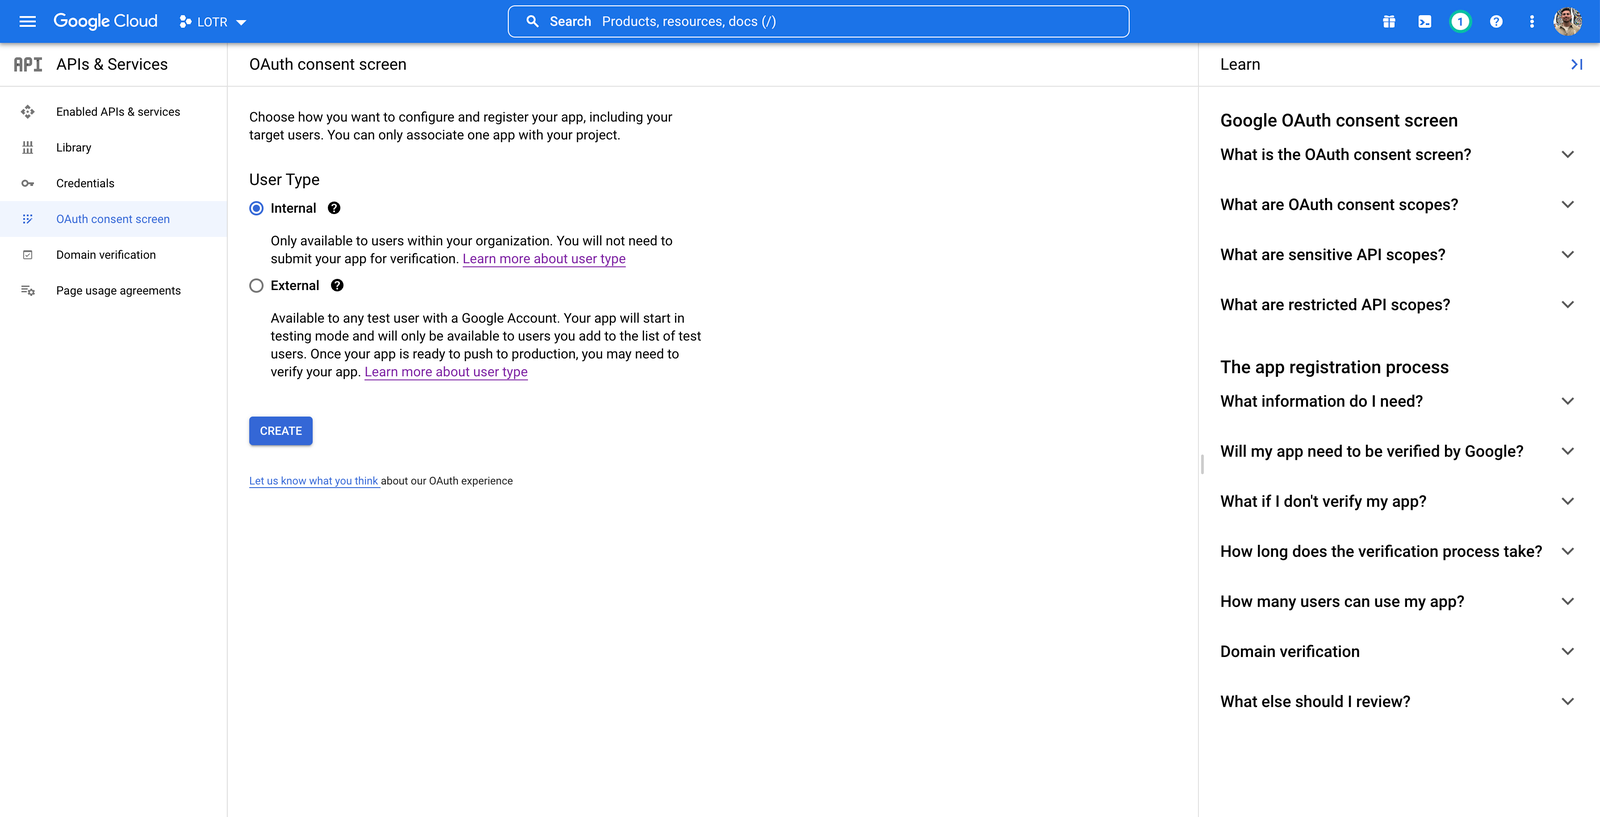 Google Cloud
LOTR
Search Products, resources, docs (/)
1
API APIs & Services
Enabled APIs & services
Library
Credentials
OAuth consent screen
Domain verification
Page usage agreements
OAuth consent screen
Choose how you want to configure and register your app, including your
target users. You can only associate one app with your project.
User Type
Internal
Only available to users within your organization. You will not need to
submit your app for verification. Learn more about user type
External
Available to any test user with a Google Account. Your app will start in
testing mode and will only be available to users you add to the list of test
users. Once your app is ready to push to production, you may need to
verify your app. Learn more about user type
CREATE
Let us know what you think about our OAuth experience
Learn
Google OAuth consent screen
What is the OAuth consent screen?
What are OAuth consent scopes?
What are sensitive API scopes?
What are restricted API scopes?
The app registration process
What information do I need?
Will my app need to be verified by Google?
What if I don't verify my app?
How long does the verification process take?
How many users can use my app?
Domain verification
What else should I review?